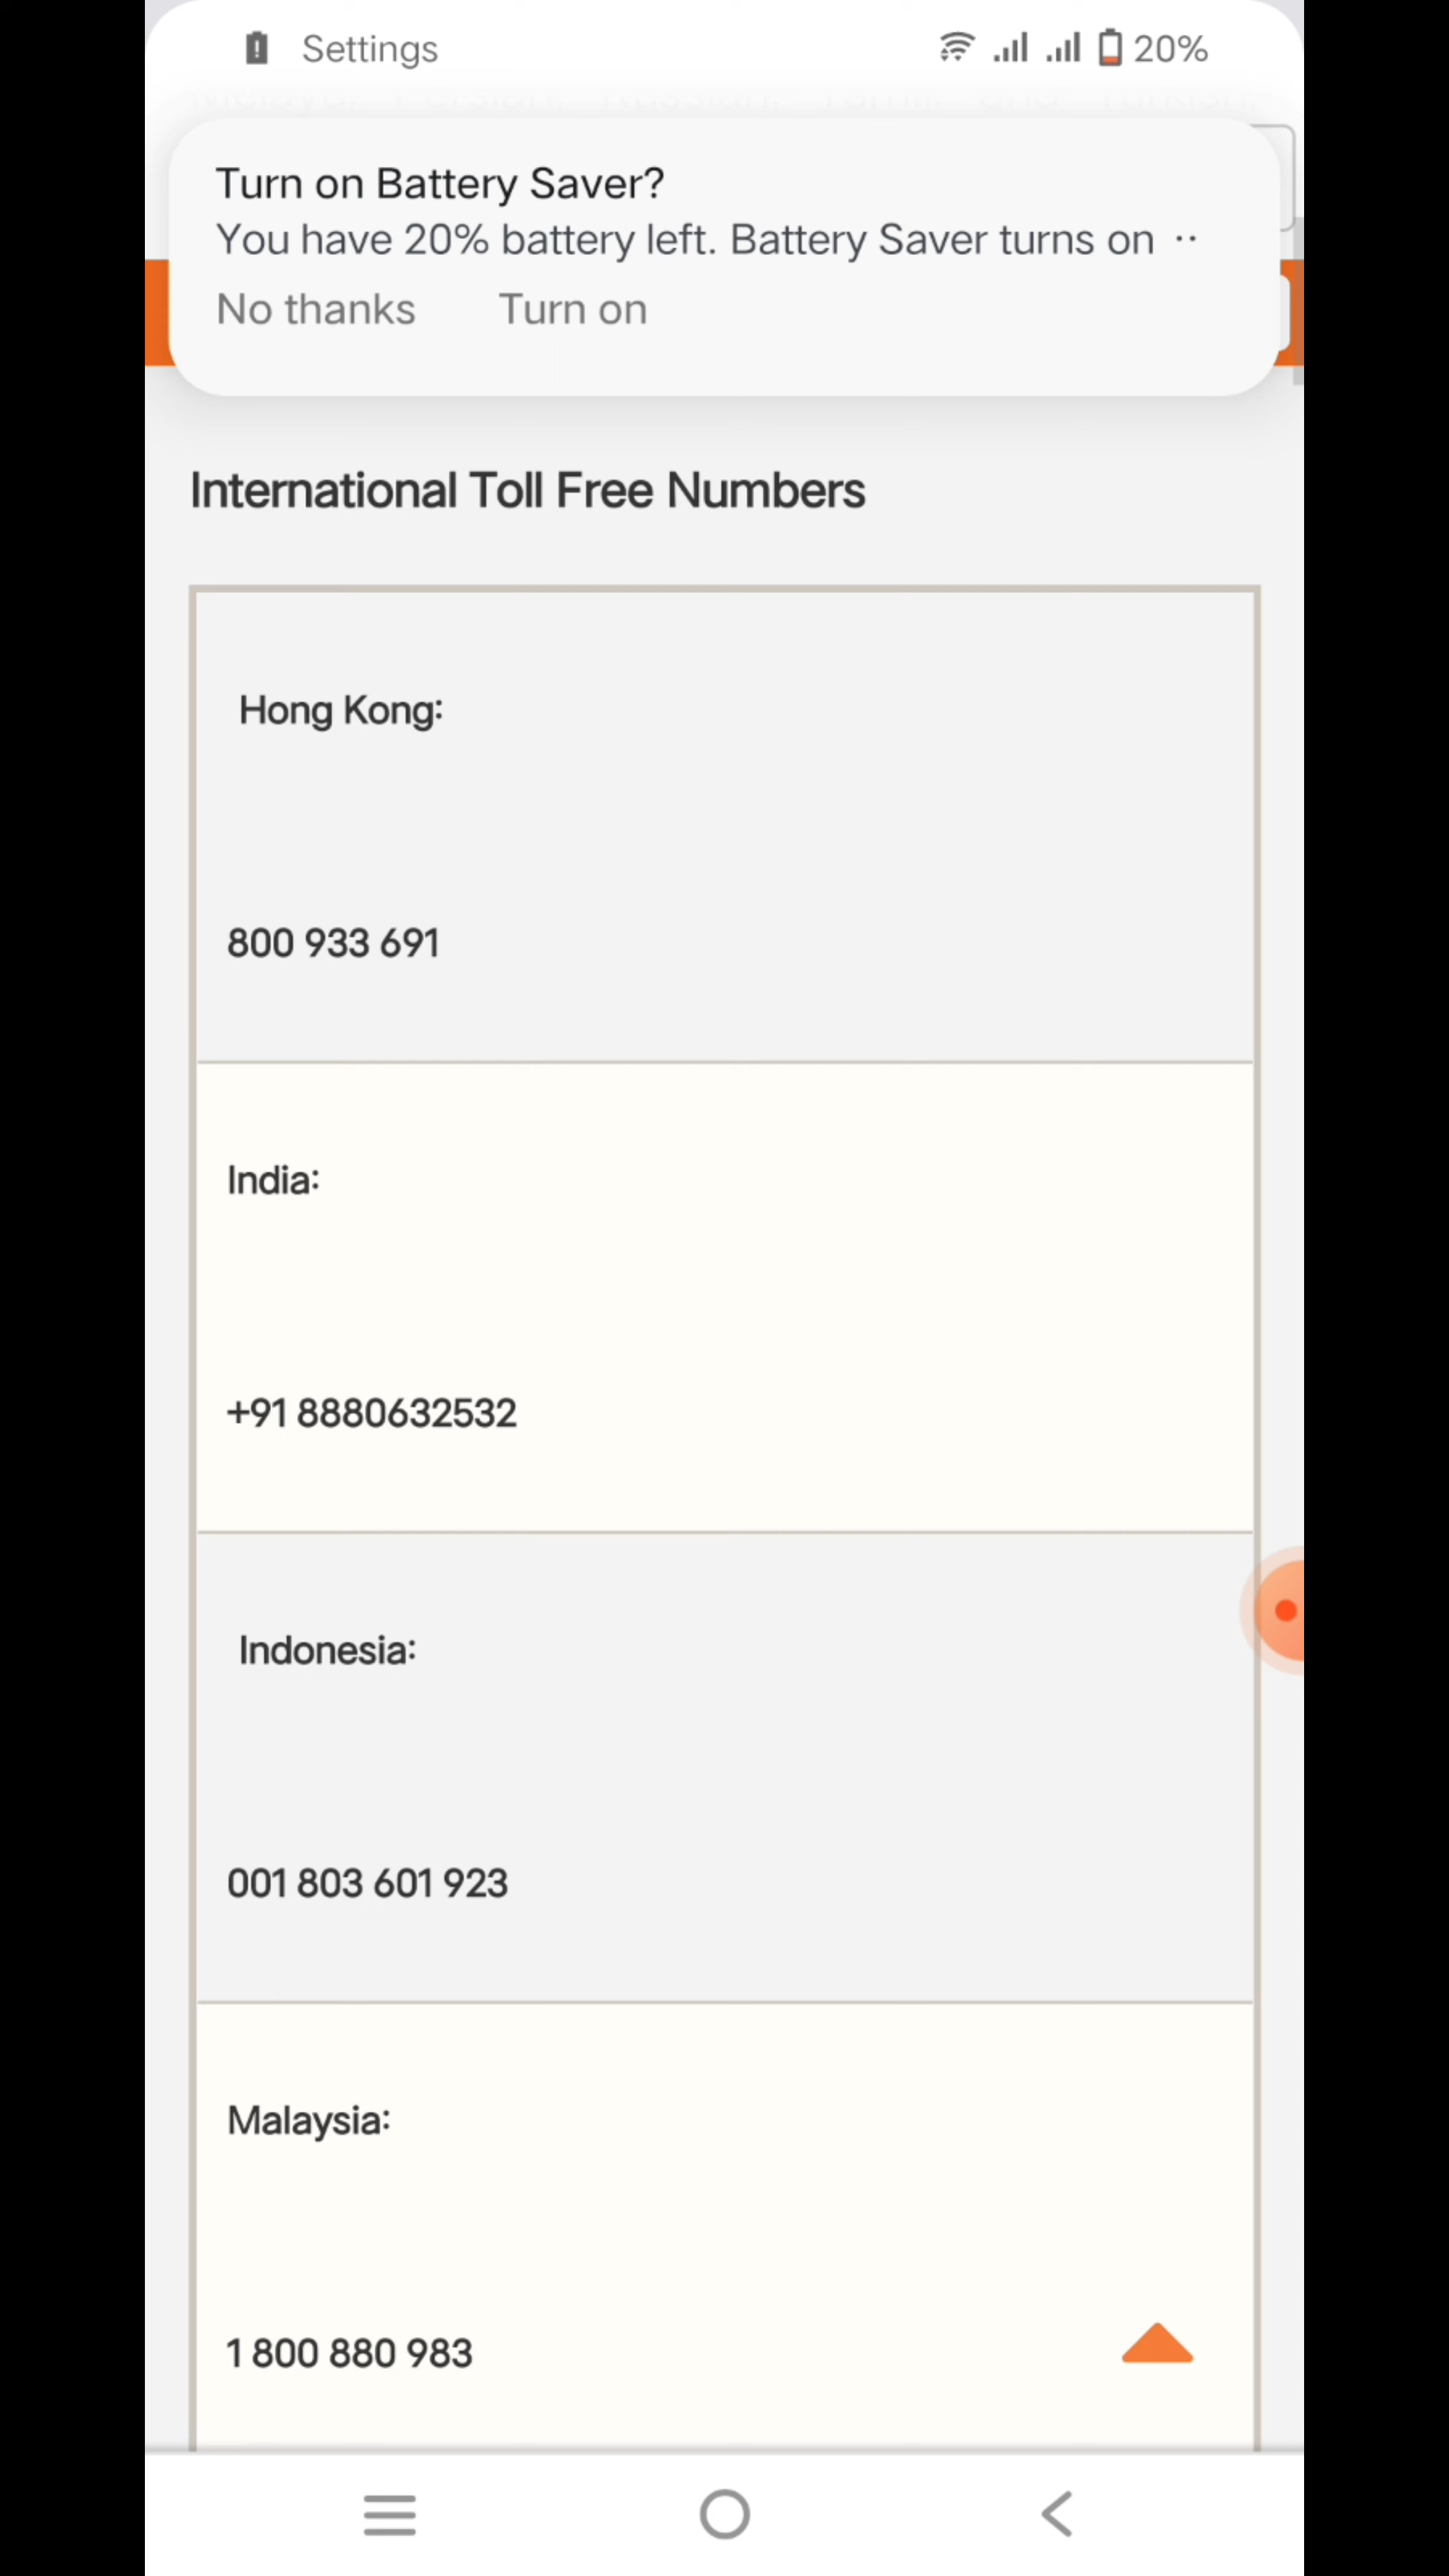 Settings
20%
Turn on Battery Saver?
You have 20% battery left. Battery Saver turns on ··
No thanks Turn on
International Toll Free Numbers
Hong Kong:
800 933 691
India:
+91 8880632532
Indonesia:
001 803 601 923
Malaysia:
1 800 880 983